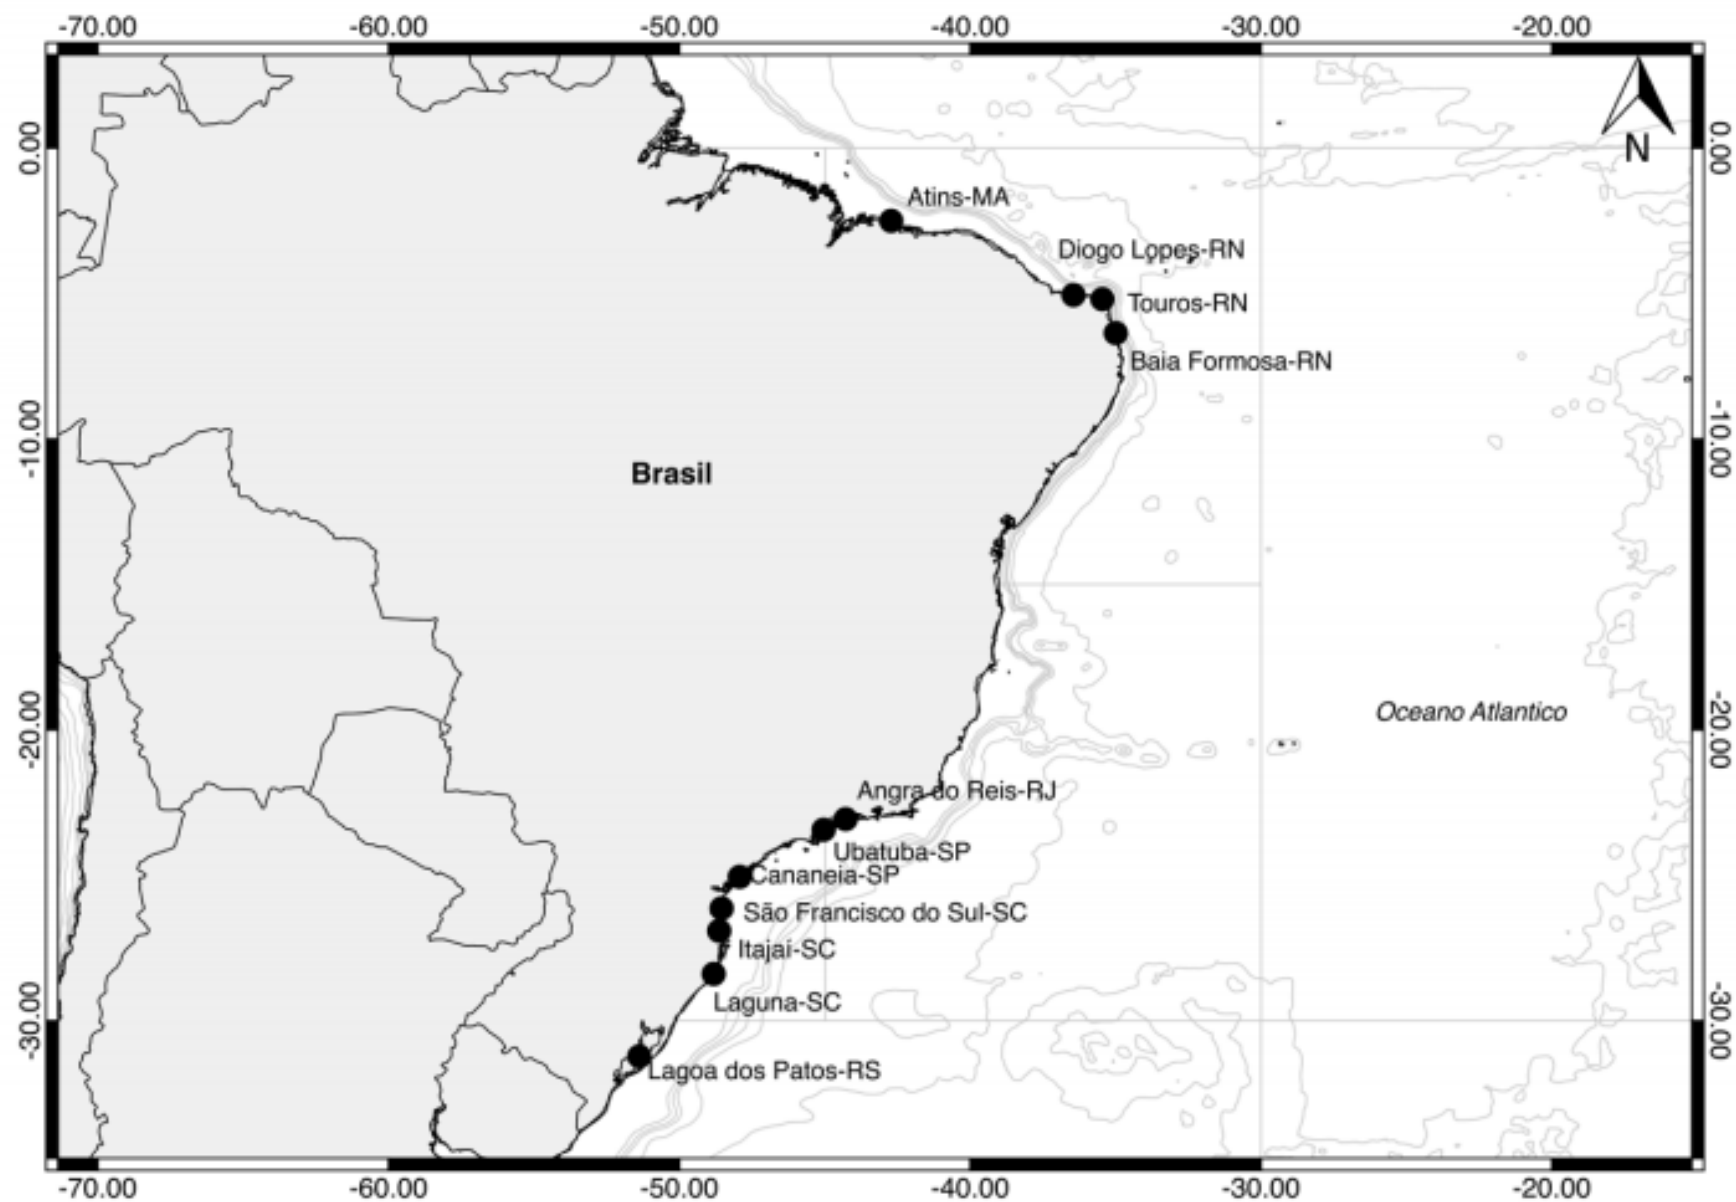 -70.00 -60.00 -50.00 -40.00 -30.00 -20.00
N
0.00 0.00
Atins-MA
Diogo Lopes-RN
Touros-RN
Baia Formosa-RN
-10.00 -10.00
Brasil
Oceano Atlantico
-20.00 -20.00
Angra do Reis-RJ
Ubatuba-SP
Cananeia-SP
São Francisco do Sul-SC
Itajaí-SC
Laguna-SC
-30.00 -30.00
Lagoa dos Patos-RS
-70.00 -60.00 -50.00 -40.00 -30.00 -20.00